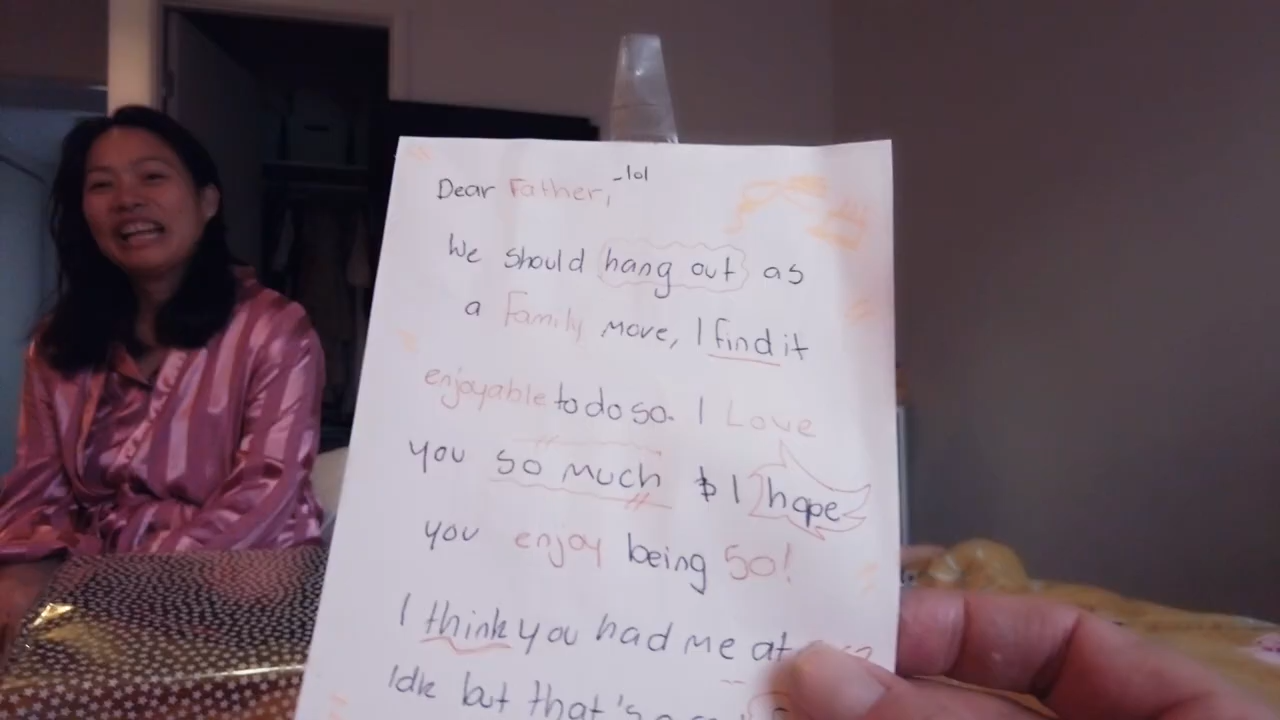 Dear Father, -lol
We should hang out as
a Family more, I find it
enjoyable to do so. I Love
you so much & I hope
you enjoy being 50!
I think you had me at
Idk but that's a